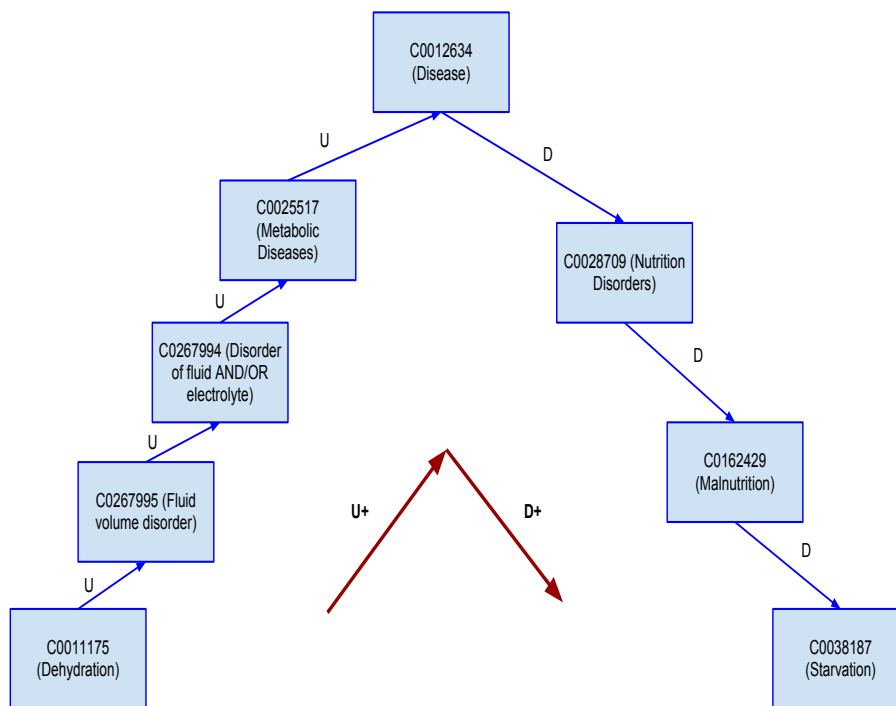 C0012634
(Disease)
U
D
C0025517
(Metabolic
Diseases)
C0028709 (Nutrition
Disorders)
U
D
C0267994 (Disorder
of fluid AND/OR
electrolyte)
U
C0162429
(Malnutrition)
C0267995 (Fluid
volume disorder)
U+
D+
D
U
C0011175
(Dehydration)
C0038187
(Starvation)